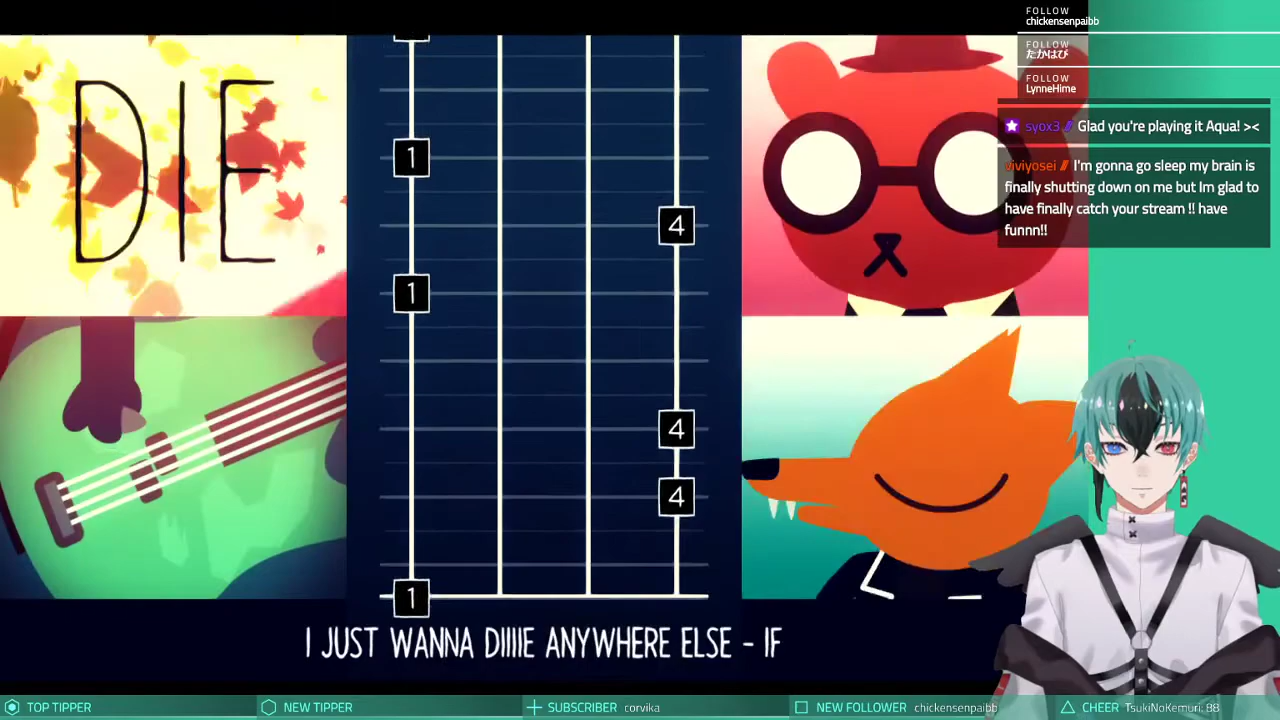 FOLLOW
chickensenpaibb
FOLLOW
たかはび
FOLLOW
LynneHime
syox3 // Glad you're playing it Aqua! ><
viviyosei // I'm gonna go sleep my brain is
finally shutting down on me but Im glad to
have finally catch your stream !! have
funnn!!
DIE
1
4
1
4
4
1
I JUST WANNA DIIIIE ANYWHERE ELSE - IF
TOP TIPPER
NEW TIPPER
SUBSCRIBER corvika
NEW FOLLOWER chickensenpaibb
CHEER TsukiNoKemuri: 88